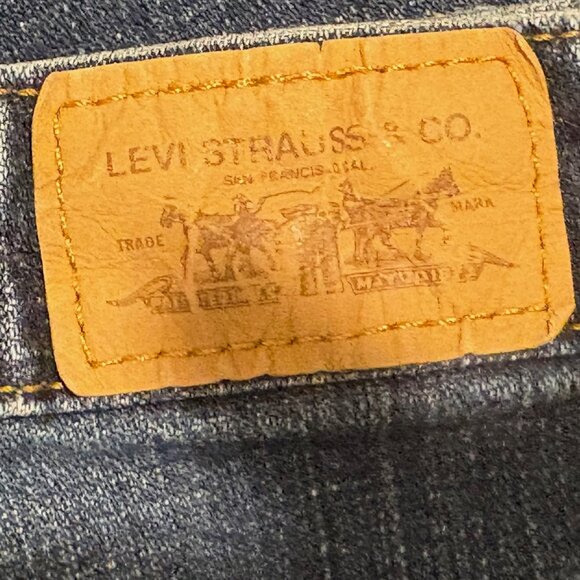 LEVI STRAUSS & CO.
SAN FRANCISCO CAL.
TRADE MARK